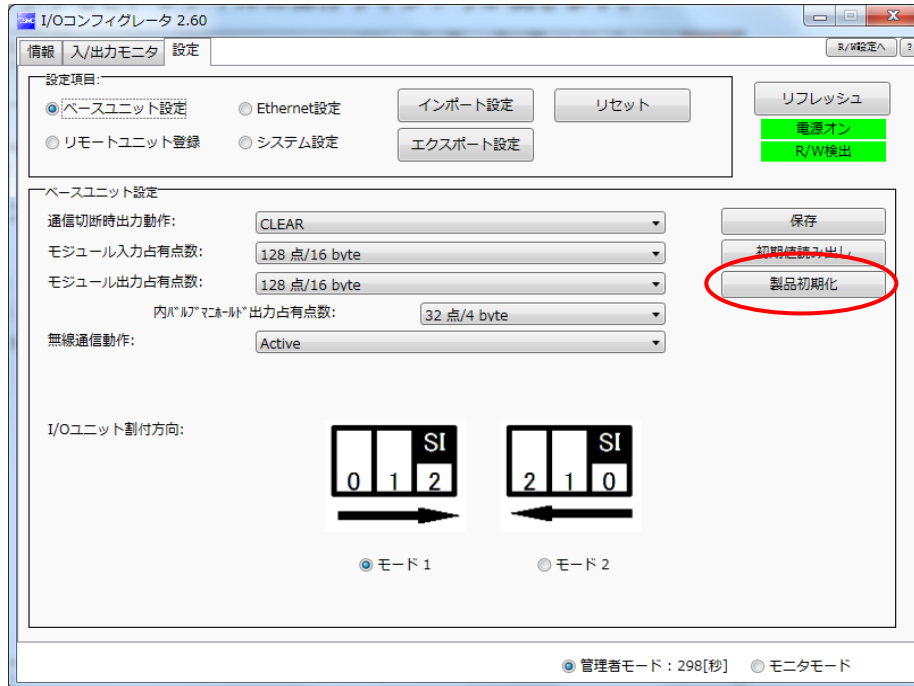 I/Oコンフィグレータ 2.60
情報 入/出力モニタ 設定 R/W設定へ ?
設定項目:
ベースユニット設定 Ethernet設定 インポート設定 リセット リフレッシュ
電源オン
リモートユニット登録 システム設定 エクスポート設定 R/W検出
ベースユニット設定
通信切断時出力動作: CLEAR 保存
モジュール入力占有点数: 128 点/16 byte 初期値読み出し
モジュール出力占有点数: 128 点/16 byte 製品初期化
内バルブマニホールド出力占有点数: 32 点/4 byte
無線通信動作: Active
I/Oユニット割付方向:
SI SI
0 1 2 2 1 0
モード 1 モード 2
管理者モード：298[秒] モニタモード